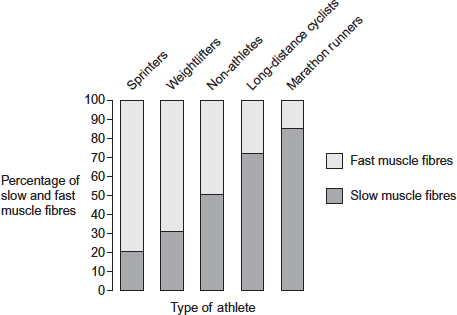 Sprinters
Weightlifters
Non-athletes
Long-distance cyclists
Marathon runners
100
90
80
70
60
50
40
30
20
10
0
Percentage of
slow and fast
muscle fibres
Fast muscle fibres
Slow muscle fibres
Type of athlete